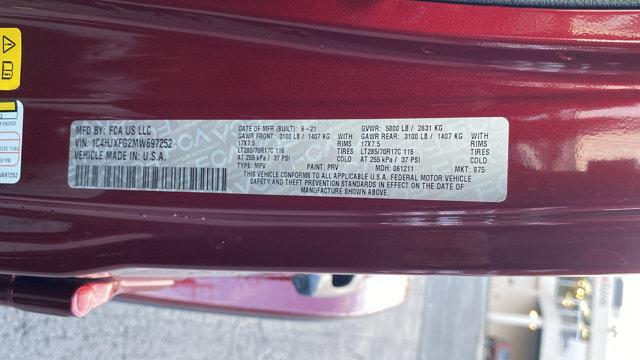 MFD BY: FCA US LLC
VIN: 1C4HJXFG2MW697252
VEHICLE MADE IN: U.S.A.
DATE OF MFR (BUILT): 6-21
GVWR: 5800 LB / 2631 KG
GAWR FRONT: 3100 LB / 1407 KG WITH
17X7.5 RIMS
LT285/70R17C 116 TIRES
AT 255 kPa / 37 PSI COLD
GAWR REAR: 3100 LB / 1407 KG WITH
17X7.5 RIMS
LT285/70R17C 116 TIRES
AT 255 kPa / 37 PSI COLD
TYPE: MPV PAINT: PRV MDH: 061211 MKT: 875
THIS VEHICLE CONFORMS TO ALL APPLICABLE U.S.A. FEDERAL MOTOR VEHICLE
SAFETY AND THEFT PREVENTION STANDARDS IN EFFECT ON THE DATE OF
MANUFACTURE SHOWN ABOVE.